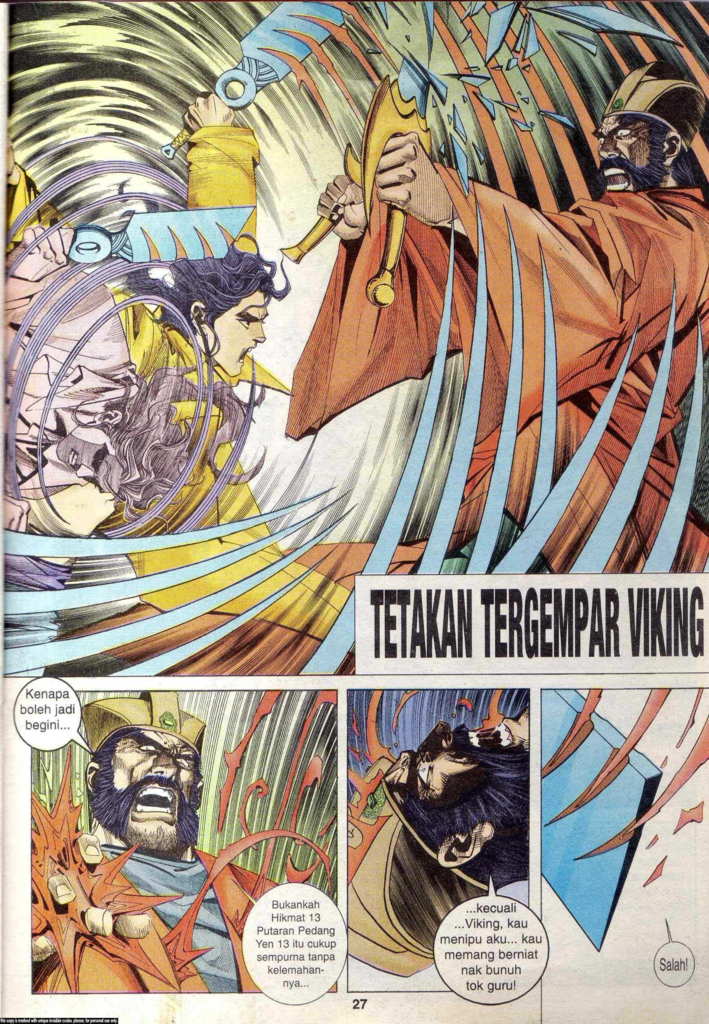 27
TETAKAN TERGEMPAR VIKING
Kenapa
boleh jadi
begini...
Bukankah
Hikmat 13
Putaran Pedang
Yen 13 itu cukup
sempurna tanpa
kelemahan-
nya...
...kecuali
...Viking, kau
menipu aku... kau
memang berniat
nak bunuh
tok guru!
Salah!
27